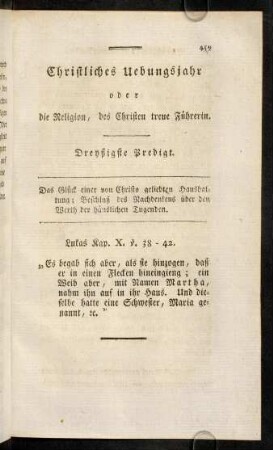 419
Christliches Uebungsjahr
oder
die Religion, des Christen treue Führerin.
Dreyßigste Predigt.
Das Glück einer von Christo geliebten Haushal-
tung; Beschluß des Nachdenkens über den
Werth der häuslichen Tugenden.
Lukas Kap. X. v. 38 - 42.
„Es begab sich aber, als sie hinzogen, daß
er in einen Flecken hineingieng; ein
Weib aber, mit Namen Martha,
nahm ihn auf in ihr Haus. Und die-
selbe hatte eine Schwester, Maria ge-
nannt, ꝛc.“